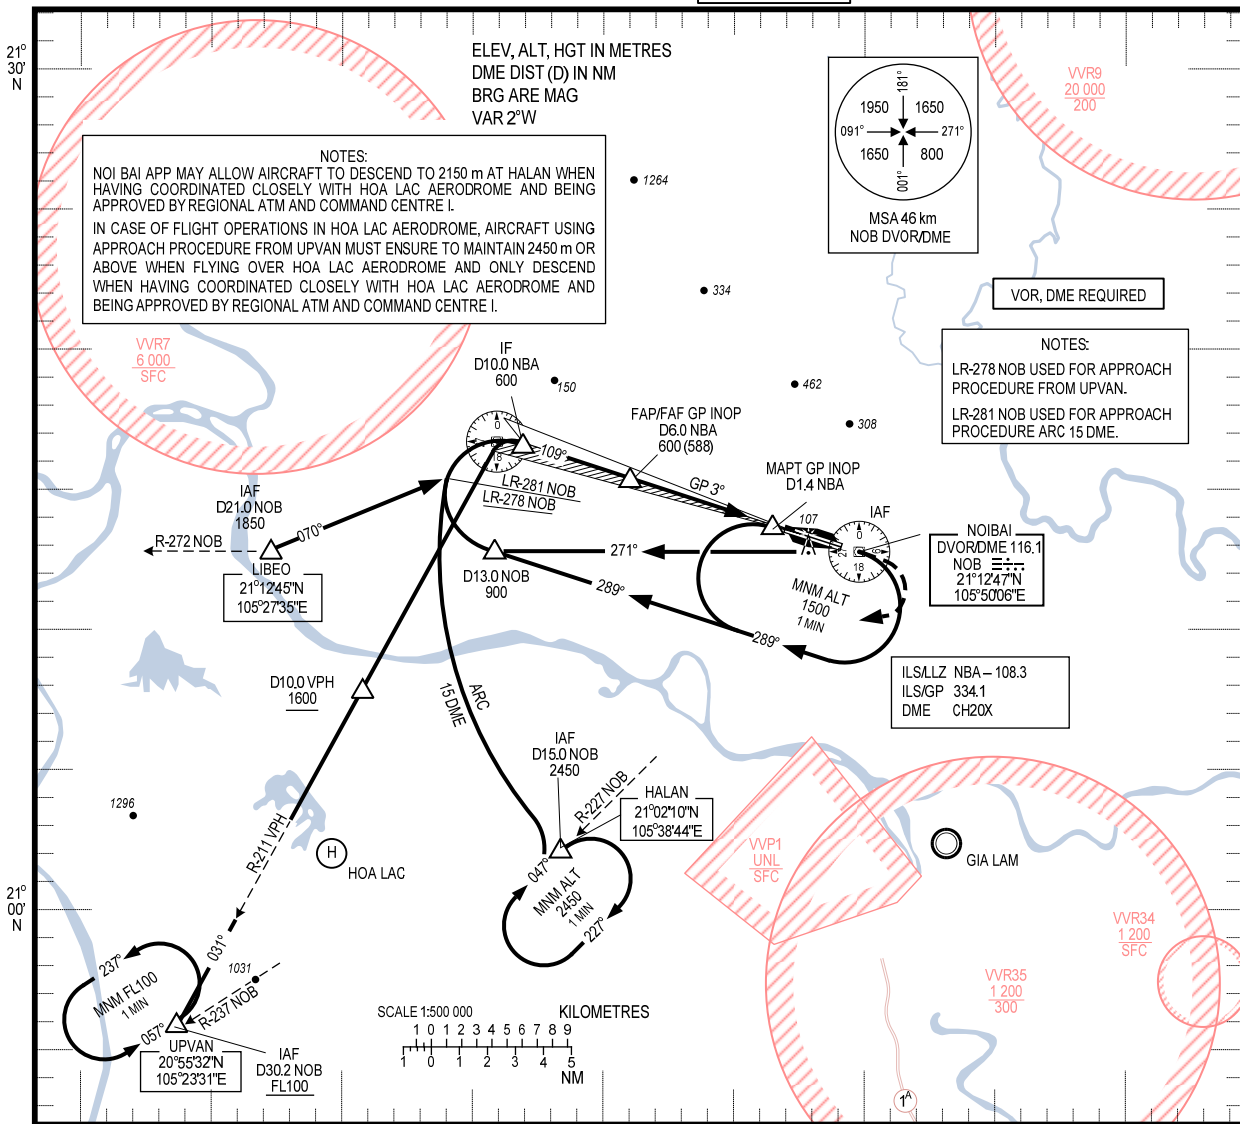 21°
30'
N
ELEV, ALT, HGT IN METRES
DME DIST (D) IN NM
BRG ARE MAG
VAR 2°W
NOTES:
NOI BAI APP MAY ALLOW AIRCRAFT TO DESCEND TO 2150 m AT HALAN WHEN
HAVING COORDINATED CLOSELY WITH HOA LAC AERODROME AND BEING
APPROVED BY REGIONAL ATM AND COMMAND CENTRE I.
IN CASE OF FLIGHT OPERATIONS IN HOA LAC AERODROME, AIRCRAFT USING
APPROACH PROCEDURE FROM UPVAN MUST ENSURE TO MAINTAIN 2450 m OR
ABOVE WHEN FLYING OVER HOA LAC AERODROME AND ONLY DESCEND
WHEN HAVING COORDINATED CLOSELY WITH HOA LAC AERODROME AND
BEING APPROVED BY REGIONAL ATM AND COMMAND CENTRE I.
VVR7
6 000
SFC
1264
334
150
462
308
181°
1950
1650
091°
271°
1650
800
001°
MSA 46 km
NOB DVOR/DME
VVR9
20 000
200
VOR, DME REQUIRED
NOTES:
LR-278 NOB USED FOR APPROACH
PROCEDURE FROM UPVAN.
LR-281 NOB USED FOR APPROACH
PROCEDURE ARC 15 DME.
IF
D10.0 NBA
600
0
18
109°
FAP/FAF GP INOP
D6.0 NBA
600 (588)
GP 3°
MAPT GP INOP
D1.4 NBA
107
IAF
0
18
LR-281 NOB
LR-278 NOB
IAF
D21.0 NOB
1850
R-272 NOB
070°
LIBEO
21°12'45"N
105°27'35"E
271°
D13.0 NOB
900
289°
MNM ALT
1500
1 MIN
289°
NOIBAI
DVOR/DME 116.1
NOB
21°12'47"N
105°50'06"E
ILS/LLZ NBA – 108.3
ILS/GP 334.1
DME CH20X
D10.0 VPH
1600
ARC
15 DME
IAF
D15.0 NOB
2450
R-227 NOB
HALAN
21°02'10"N
105°38'44"E
047°
MNM ALT
2450
1 MIN
227°
1296
R-211 VPH
H
HOA LAC
VVP1
UNL
SFC
GIA LAM
21°
00'
N
VVR34
1 200
SFC
VVR35
1 200
300
237°
MNM FL100
1 MIN
057°
031°
1031
R-237 NOB
UPVAN
20°55'32"N
105°23'31"E
IAF
D30.2 NOB
FL100
SCALE 1:500 000
KILOMETRES
1 0 1 2 3 4 5 6 7 8 9
1 0 1 2 3 4 5
NM
1A